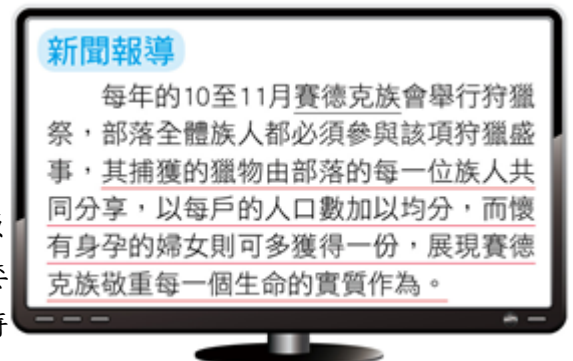 新聞報導
每年的10至11月賽德克族會舉行狩獵
祭，部落全體族人都必須參與該項狩獵盛
事，其捕獲的獵物由部落的每一位族人共
同分享，以每戶的人口數加以均分，而懷
有身孕的婦女則可多獲得一份，展現賽德
克族敬重每一個生命的實質作為。